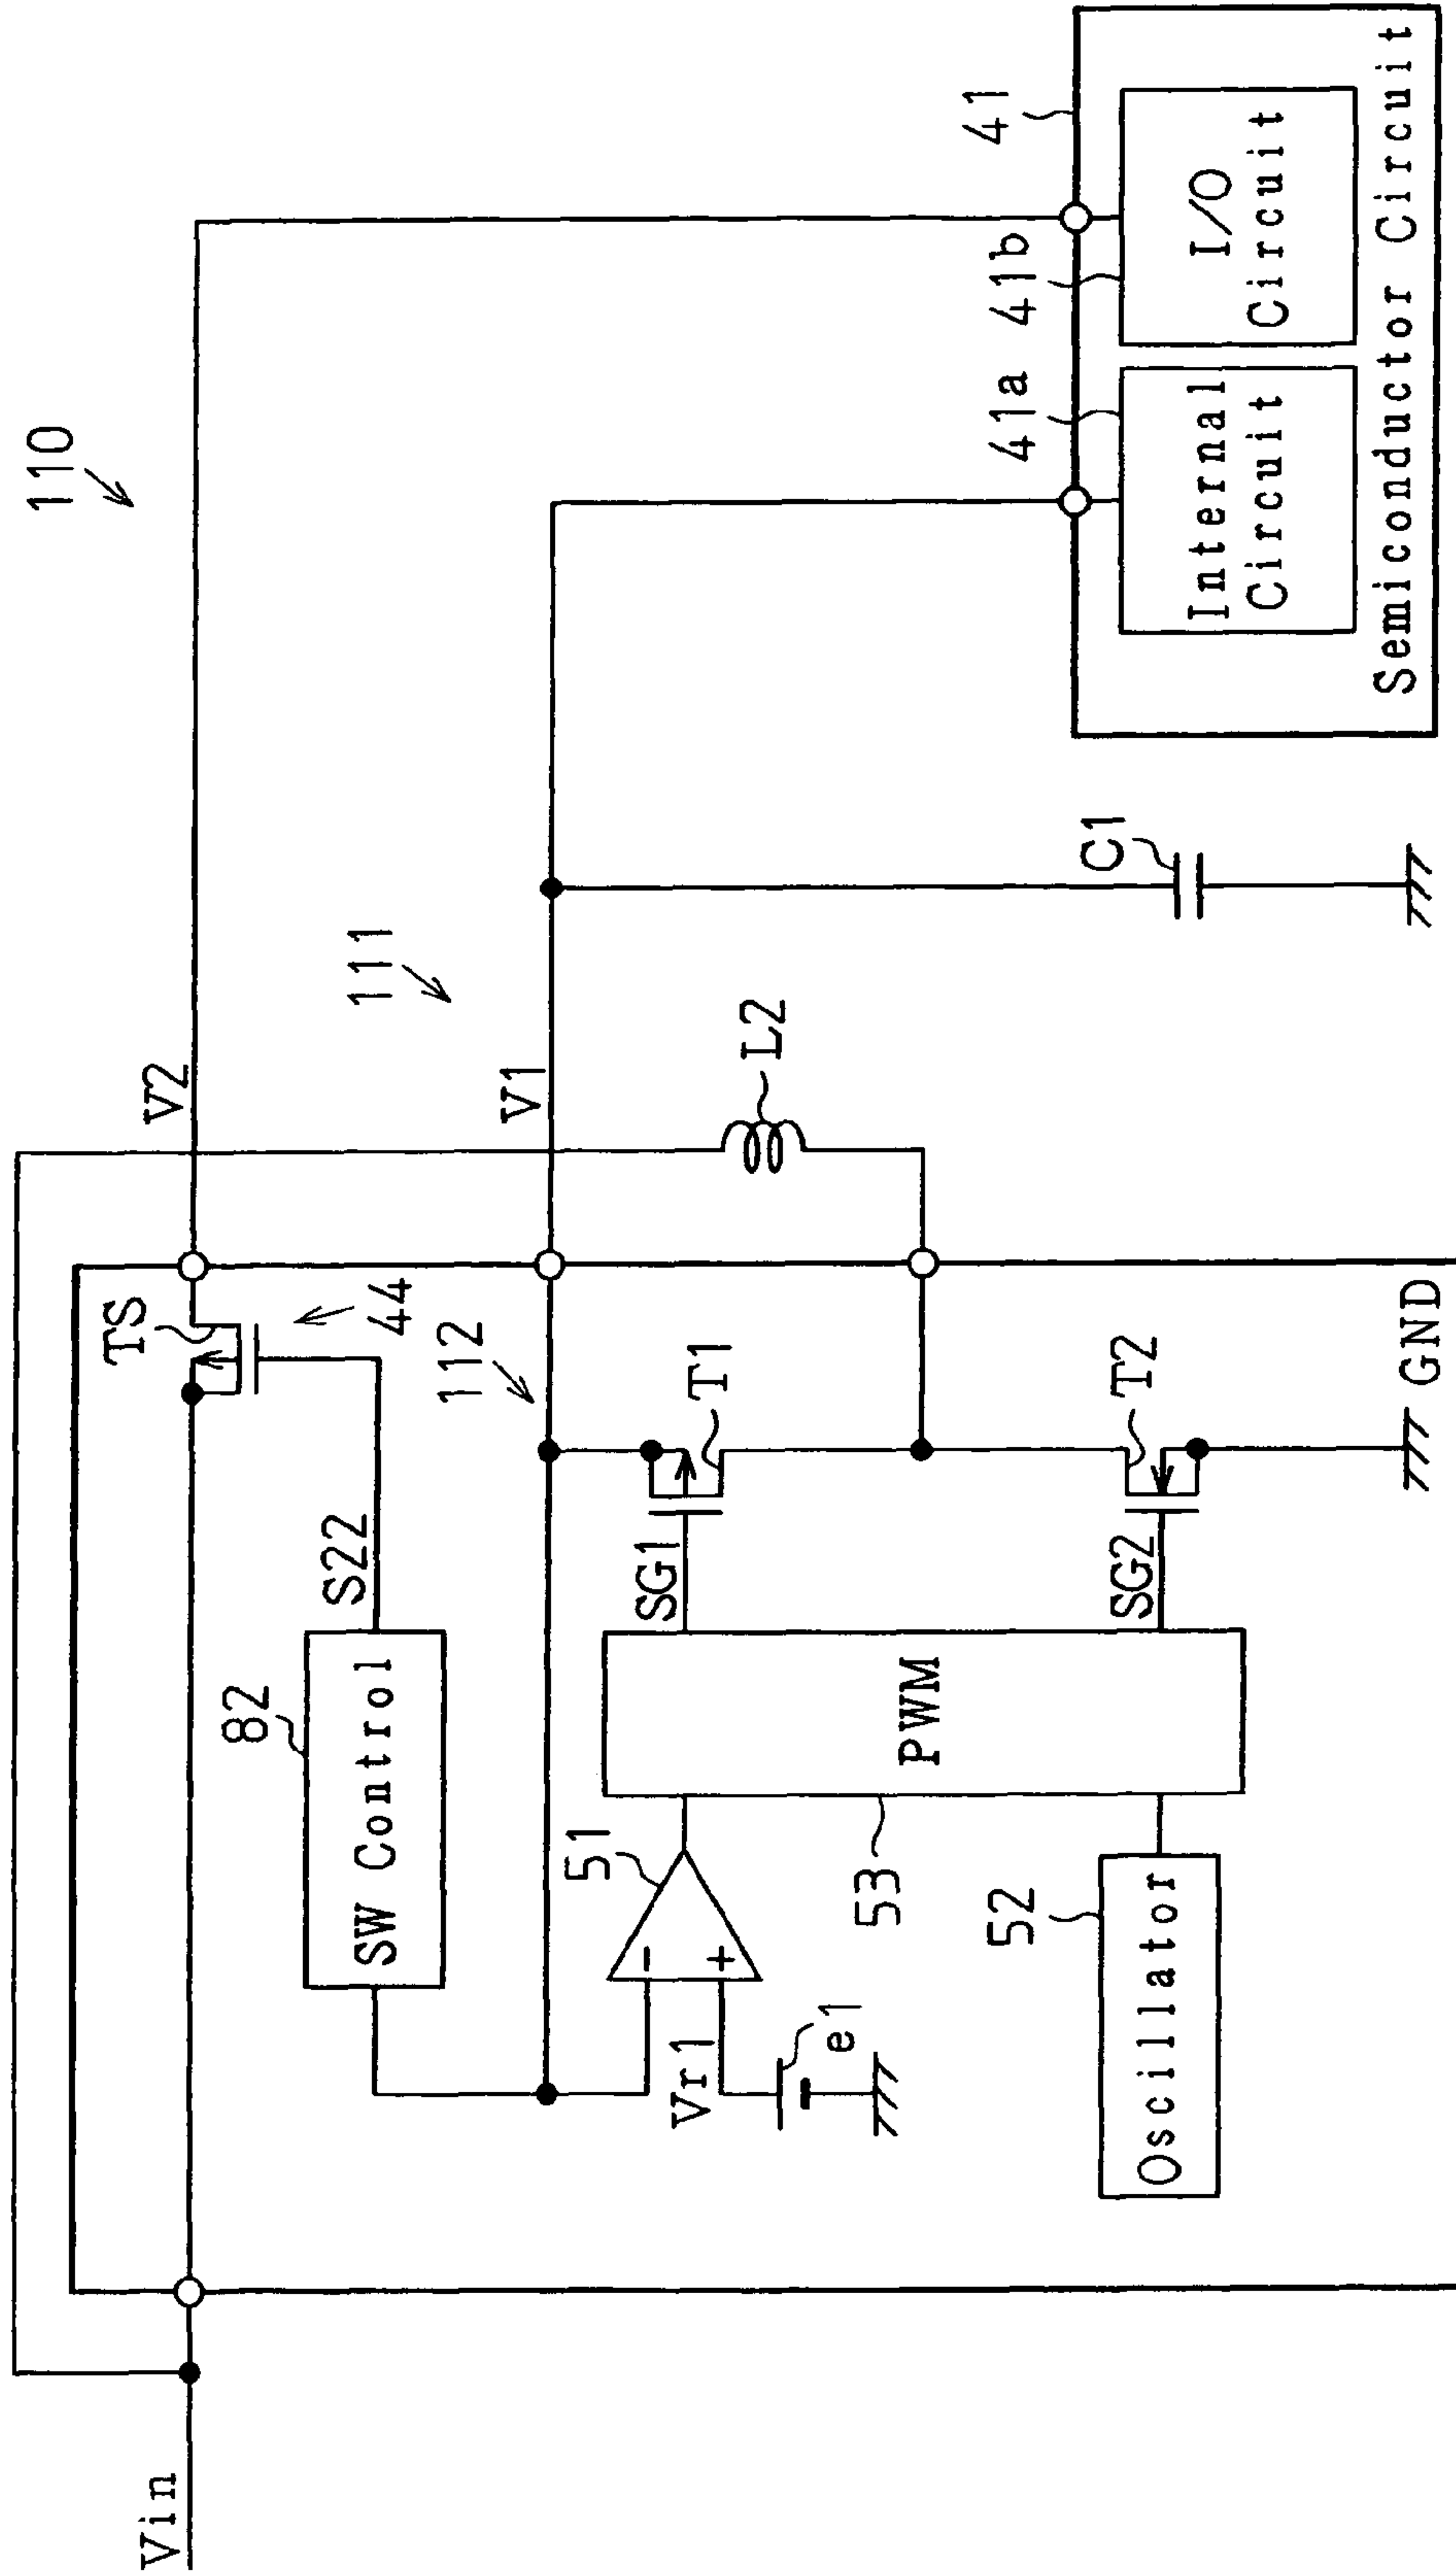 110
Vin
V2
TS
44
82
SW Control
S22
111
V1
112
51
Vr1
e1
SG1
T1
L2
53
PWM
C1
41
41a
41b
52
Oscillator
SG2
T2
GND
Internal
Circuit
I/O
Circuit
Semiconductor Circuit
-
+